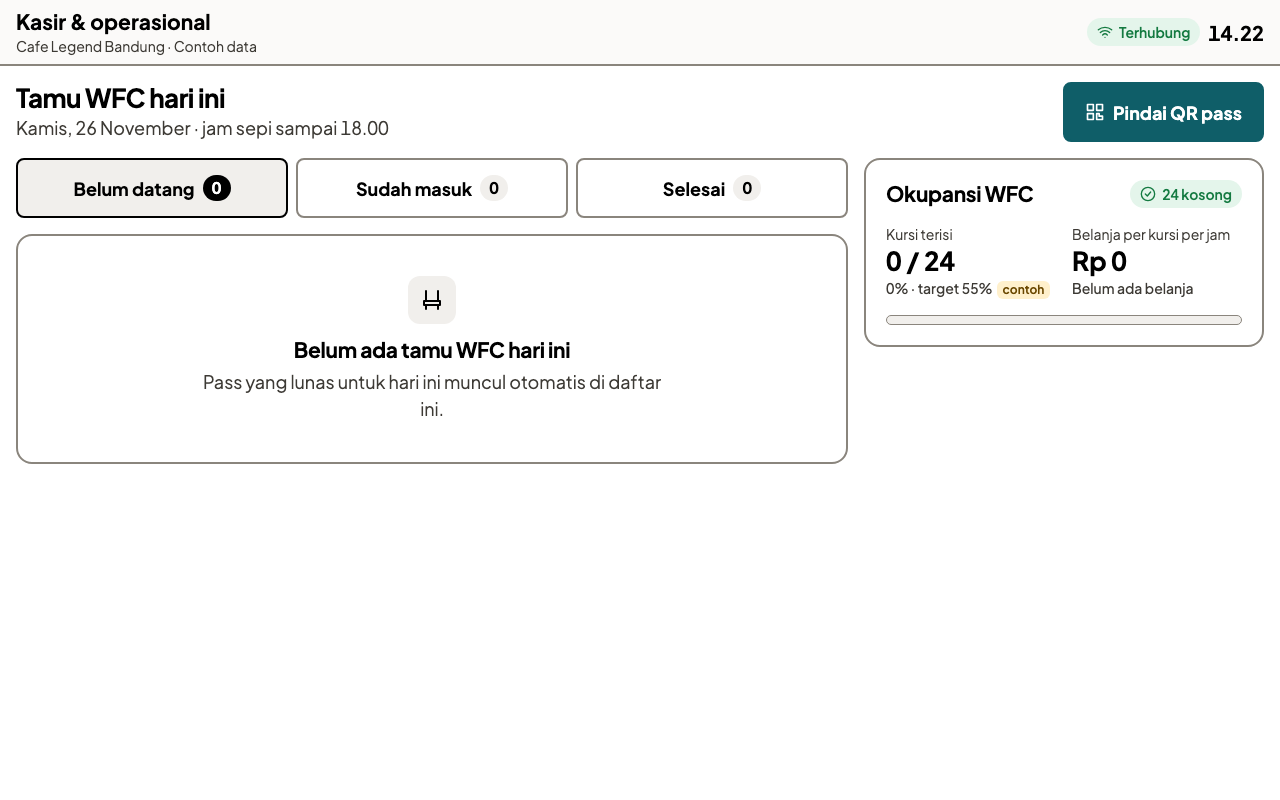 Kasir & operasional
Cafe Legend Bandung · Contoh data
Terhubung
14.22
Tamu WFC hari ini
Kamis, 26 November · jam sepi sampai 18.00
Pindai QR pass
Belum datang 0
Sudah masuk 0
Selesai 0
Belum ada tamu WFC hari ini
Pass yang lunas untuk hari ini muncul otomatis di daftar
ini.
Okupansi WFC
24 kosong
Kursi terisi
0 / 24
0% · target 55% contoh
Belanja per kursi per jam
Rp 0
Belum ada belanja